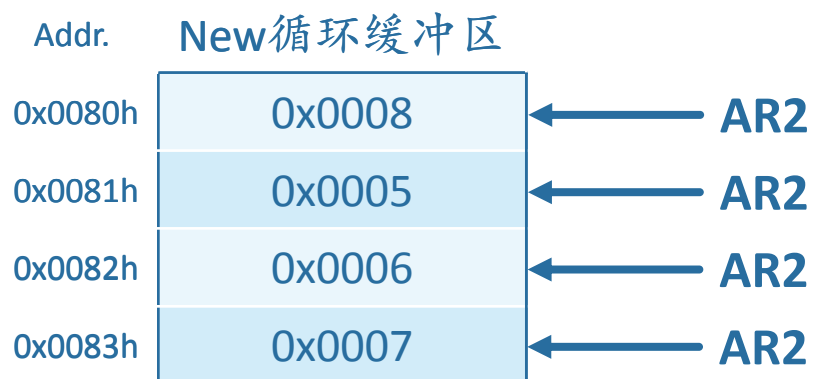 Addr. New循环缓冲区
0x0080h 0x0008 AR2
0x0081h 0x0005 AR2
0x0082h 0x0006 AR2
0x0083h 0x0007 AR2